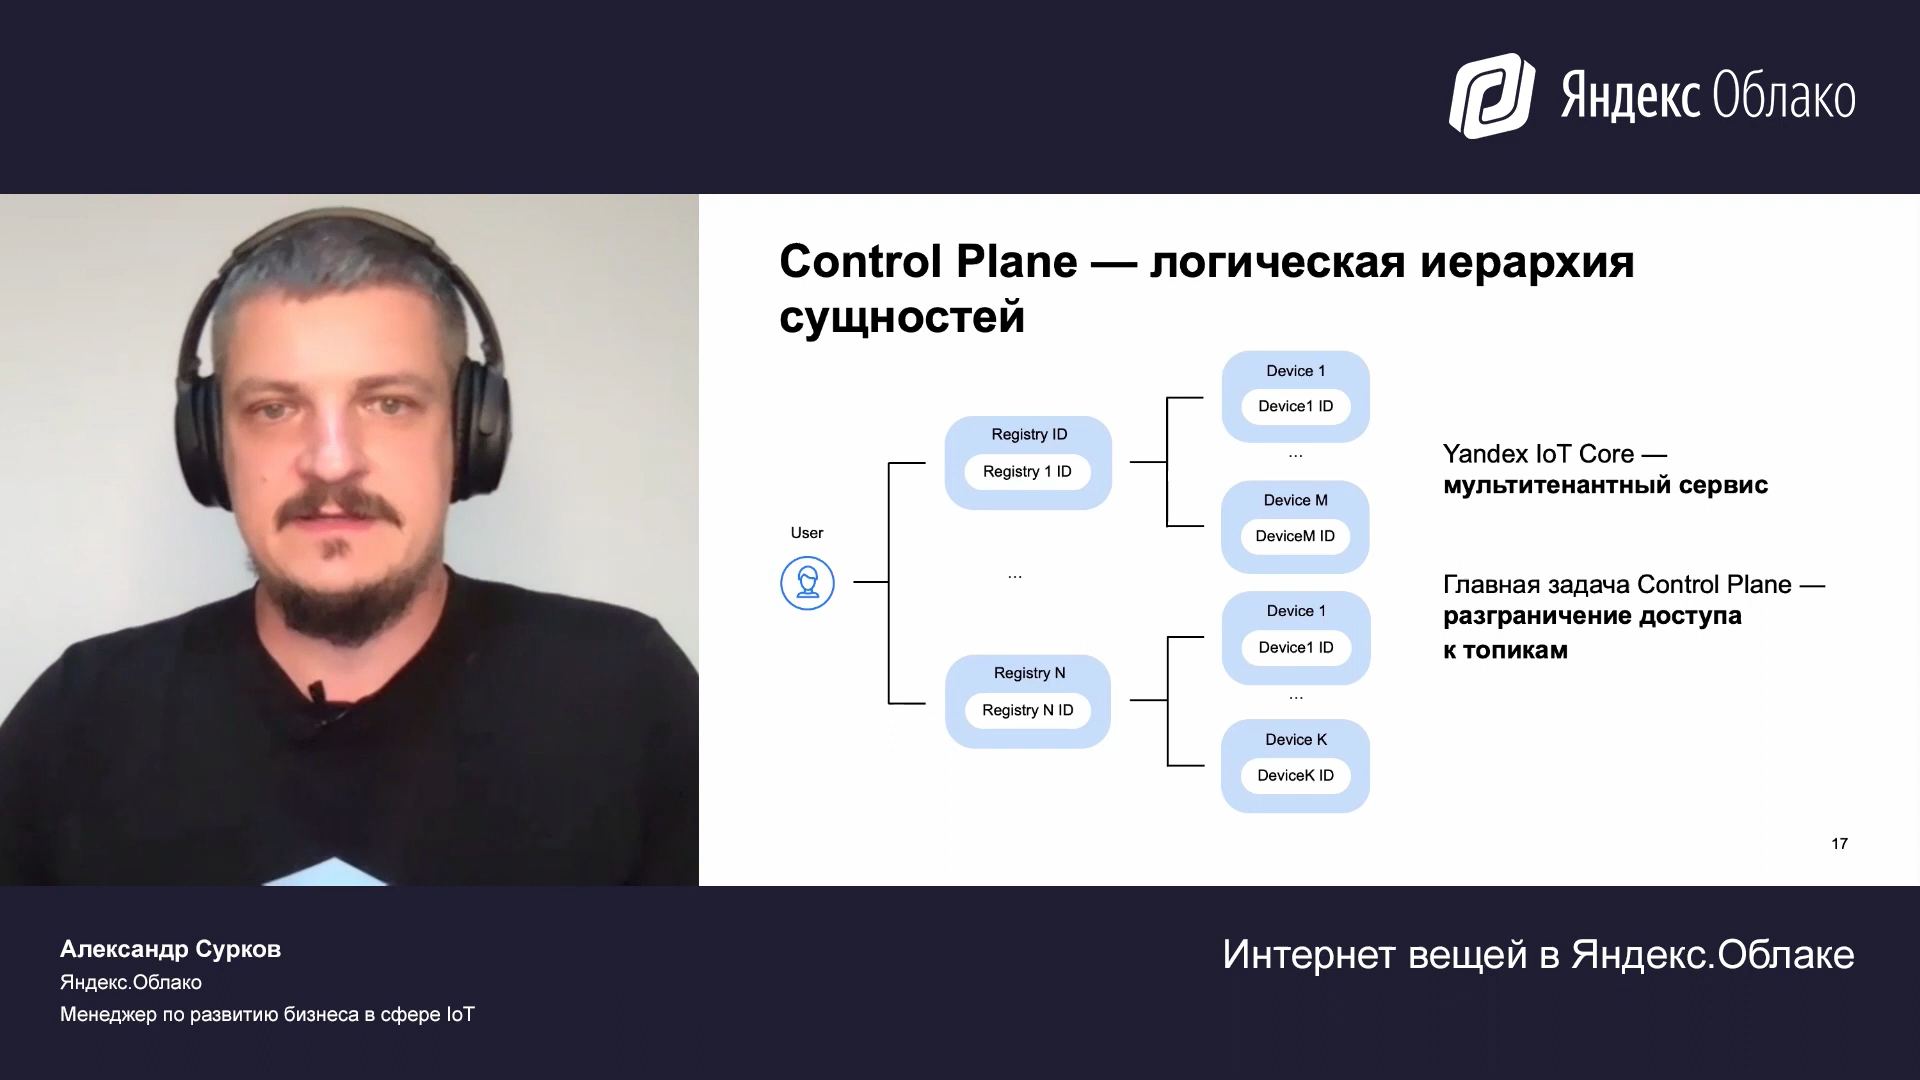 Яндекс Облако
Control Plane — логическая иерархия
сущностей
User
Registry ID
Registry 1 ID
...
Registry N
Registry N ID
Device 1
Device1 ID
...
Device M
DeviceM ID
Device 1
Device1 ID
...
Device K
DeviceK ID
Yandex IoT Core —
мультитенантный сервис
Главная задача Control Plane —
разграничение доступа
к топикам
17
Александр Сурков
Яндекс.Облако
Менеджер по развитию бизнеса в сфере IoT
Интернет вещей в Яндекс.Облаке